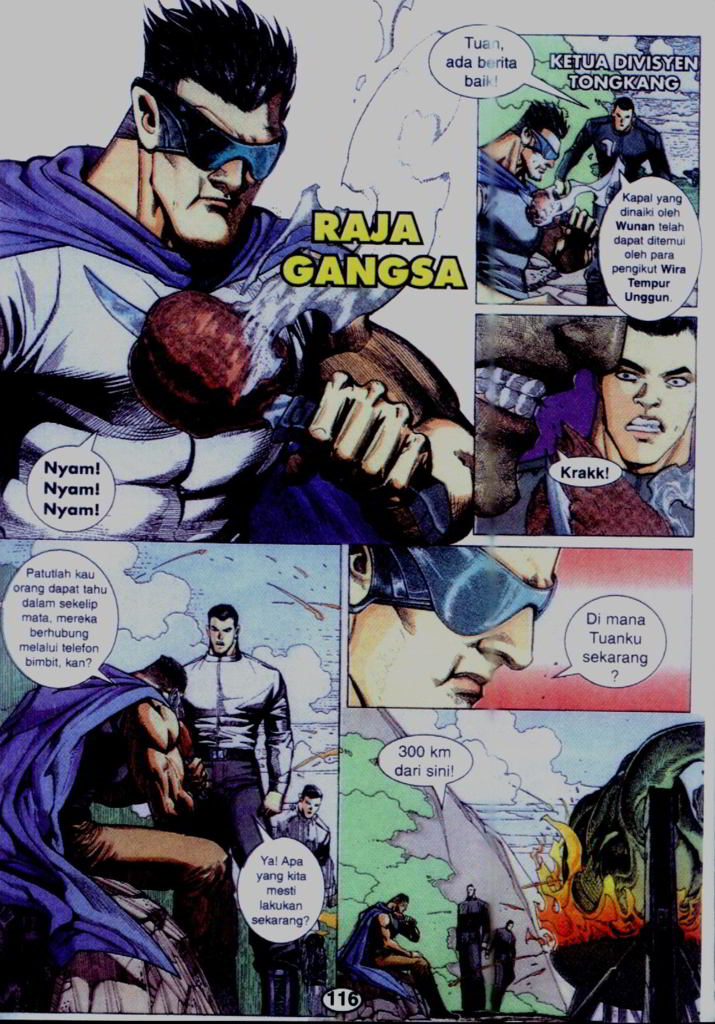 RAJA
GANGSA
Nyam!
Nyam!
Nyam!
Tuan,
ada berita
baik!
KETUA DIVISYEN
TONGKANG
Kapal yang
dinaiki oleh
Wunan telah
dapat ditemui
oleh para
pengikut Wira
Tempur
Unggun.
Krakk!
Patutlah kau
orang dapat tahu
dalam sekelip
mata, mereka
berhubung
melalui telefon
bimbit, kan?
Ya! Apa
yang kita
mesti
lakukan
sekarang?
Di mana
Tuanku
sekarang
?
300 km
dari sini!
116